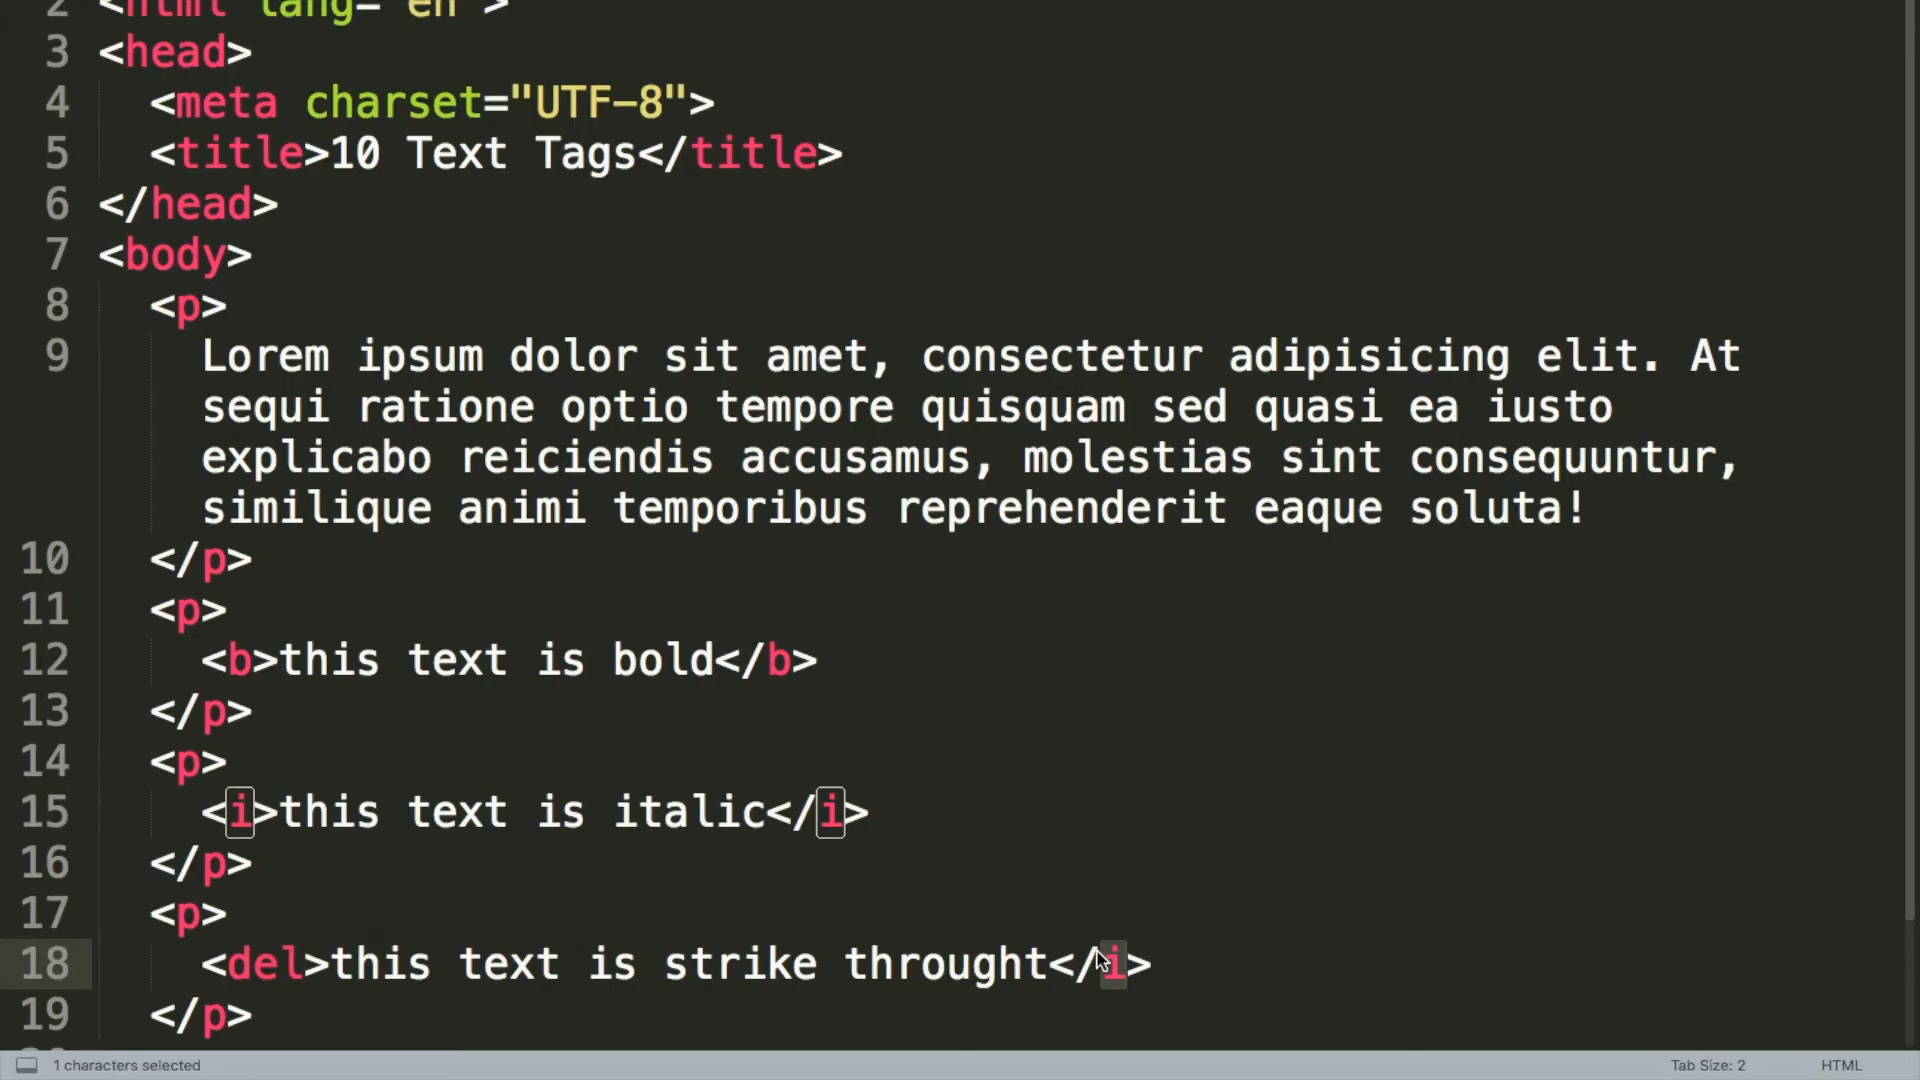 2 <html lang="en">
3 <head>
4 <meta charset="UTF-8">
5 <title>10 Text Tags</title>
6 </head>
7 <body>
8 <p>
9 Lorem ipsum dolor sit amet, consectetur adipisicing elit. At
sequi ratione optio tempore quisquam sed quasi ea iusto
explicabo reiciendis accusamus, molestias sint consequuntur,
similique animi temporibus reprehenderit eaque soluta!
10 </p>
11 <p>
12 <b>this text is bold</b>
13 </p>
14 <p>
15 <i>this text is italic</i>
16 </p>
17 <p>
18 <del>this text is strike throught</i>
19 </p>
1 characters selected
Tab Size: 2
HTML